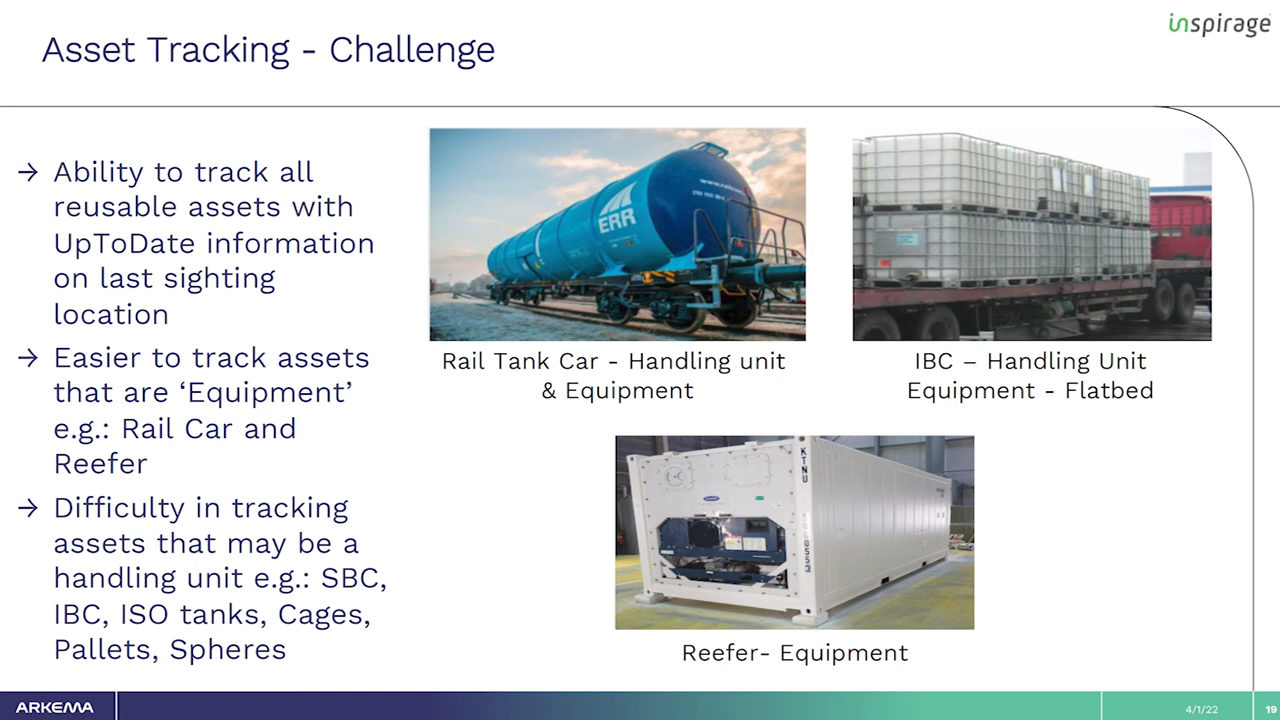 inspirage
Asset Tracking - Challenge
→ Ability to track all
reusable assets with
UpToDate information
on last sighting
location
→ Easier to track assets
that are ‘Equipment’
e.g.: Rail Car and
Reefer
→ Difficulty in tracking
assets that may be a
handling unit e.g.: SBC,
IBC, ISO tanks, Cages,
Pallets, Spheres
ERR
Rail Tank Car - Handling unit
& Equipment
IBC – Handling Unit
Equipment - Flatbed
KTNU
Reefer- Equipment
ARKEMA
4/1/22
19